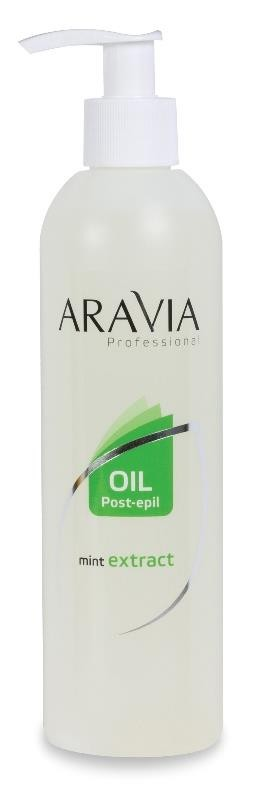 ARAVIA
Professional
OIL
Post-epil
mint extract